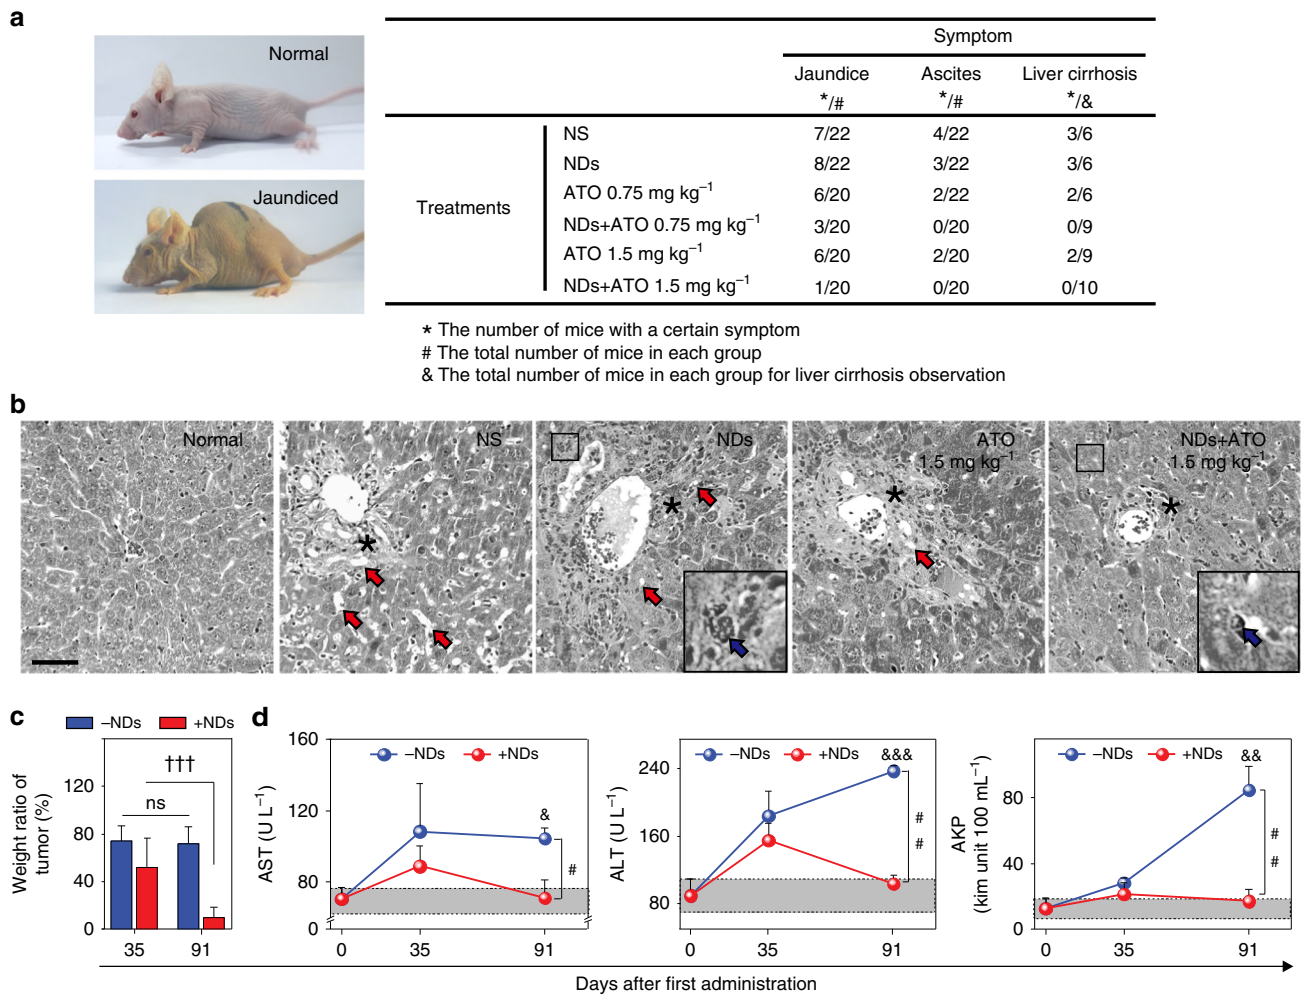 a
Normal
Jaundiced
Symptom
Jaundice Ascites Liver cirrhosis
*/# */# */&
Treatments
NS 7/22 4/22 3/6
NDs 8/22 3/22 3/6
ATO 0.75 mg kg⁻¹ 6/20 2/22 2/6
NDs+ATO 0.75 mg kg⁻¹ 3/20 0/20 0/9
ATO 1.5 mg kg⁻¹ 6/20 2/20 2/9
NDs+ATO 1.5 mg kg⁻¹ 1/20 0/20 0/10
* The number of mice with a certain symptom
# The total number of mice in each group
& The total number of mice in each group for liver cirrhosis observation
b
Normal
NS
*
NDs
*
ATO
1.5 mg kg⁻¹
*
NDs+ATO
1.5 mg kg⁻¹
*
c
–NDs +NDs
Weight ratio of
tumor (%)
120
80
40
0
ns
†††
35 91
d
–NDs +NDs
AST (U L⁻¹)
160
120
80
0
&
#
0 35 91
–NDs +NDs
ALT (U L⁻¹)
240
160
80
&&&
#
#
0 35 91
–NDs +NDs
AKP
(kim unit 100 mL⁻¹)
80
40
0
&&
#
#
0 35 91
Days after first administration